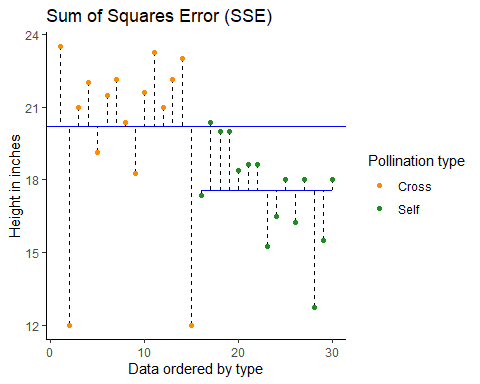 Sum of Squares Error (SSE)
24
21
18
15
12
Height in inches
0
10
20
30
Data ordered by type
Pollination type
Cross
Self